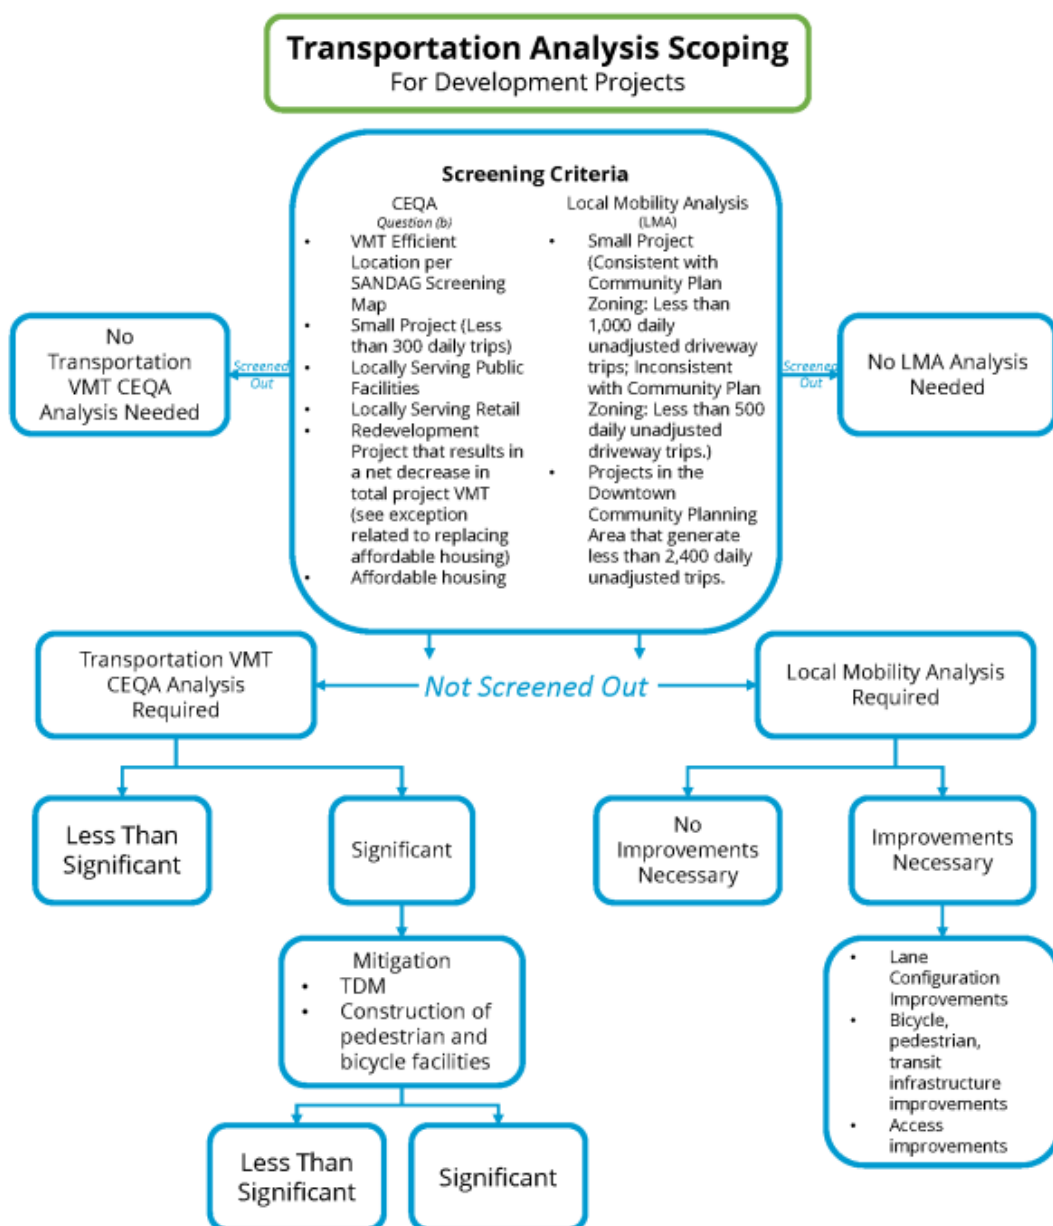 Transportation Analysis Scoping
For Development Projects
Screening Criteria
CEQA
Question (b)
• VMT Efficient
Location per
SANDAG Screening
Map
• Small Project (Less
than 300 daily trips)
• Locally Serving Public
Facilities
• Locally Serving Retail
• Redevelopment
Project that results in
a net decrease in
total project VMT
(see exception
related to replacing
affordable housing)
• Affordable housing
Local Mobility Analysis
(LMA)
• Small Project
(Consistent with
Community Plan
Zoning: Less than
1,000 daily
unadjusted driveway
trips; Inconsistent
with Community Plan
Zoning: Less than 500
daily unadjusted
driveway trips.)
• Projects in the
Downtown
Community Planning
Area that generate
less than 2,400 daily
unadjusted trips.
Screened
Out
No
Transportation
VMT CEQA
Analysis Needed
Screened
Out
No LMA Analysis
Needed
Not Screened Out
Transportation VMT
CEQA Analysis
Required
Local Mobility Analysis
Required
Less Than
Significant
Significant
No
Improvements
Necessary
Improvements
Necessary
Mitigation
• TDM
• Construction of
pedestrian and
bicycle facilities
• Lane
Configuration
Improvements
• Bicycle,
pedestrian,
transit
infrastructure
improvements
• Access
improvements
Less Than
Significant
Significant